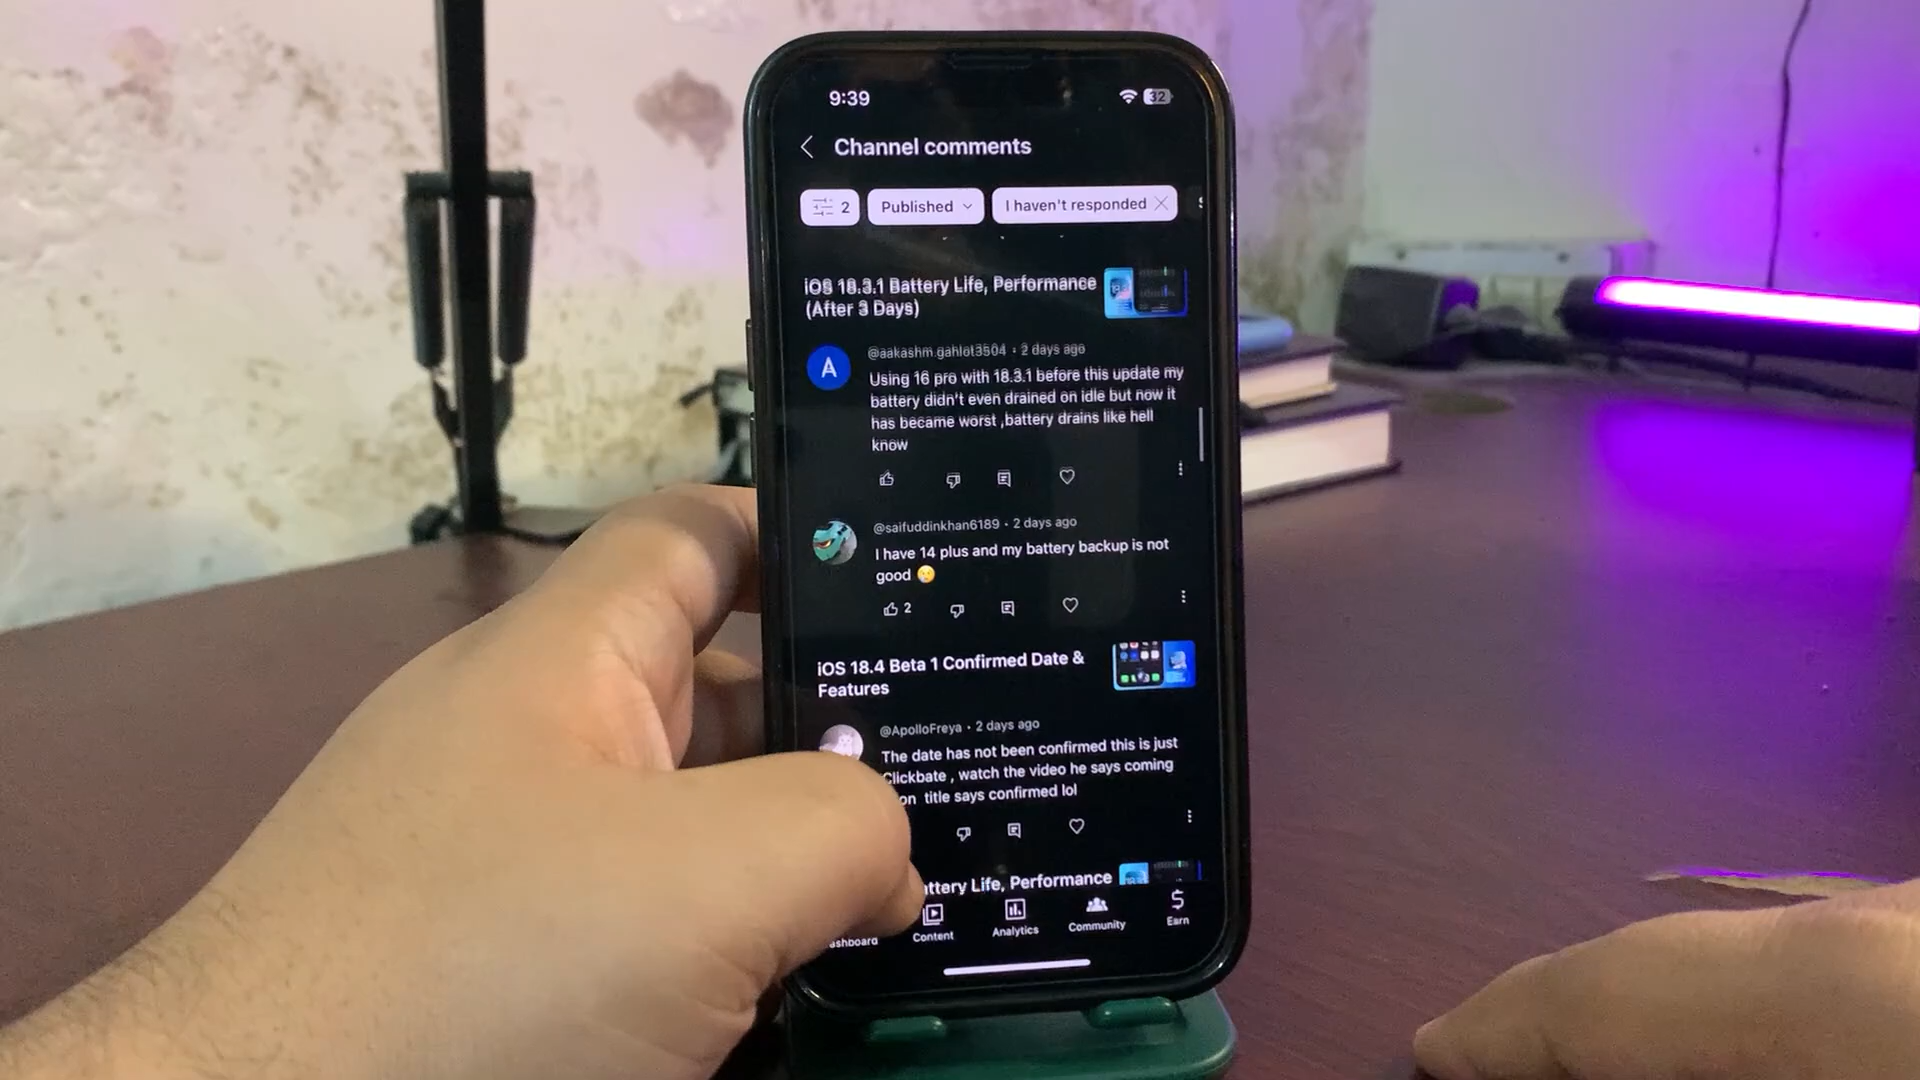 9:39
32
Channel comments
2
Published
I haven't responded
iOS 18.3.1 Battery Life, Performance
(After 3 Days)
A
@aakashm.gahlot3504 • 2 days ago
Using 16 pro with 18.3.1 before this update my
battery didn't even drained on idle but now it
has became worst ,battery drains like hell
know
@saifuddinkhan6189 • 2 days ago
I have 14 plus and my battery backup is not
good 😢
2
iOS 18.4 Beta 1 Confirmed Date &
Features
@ApolloFreya • 2 days ago
The date has not been confirmed this is just
Clickbate , watch the video he says coming
on title says confirmed lol
ttery Life, Performance
ashboard
Content
Analytics
Community
Earn